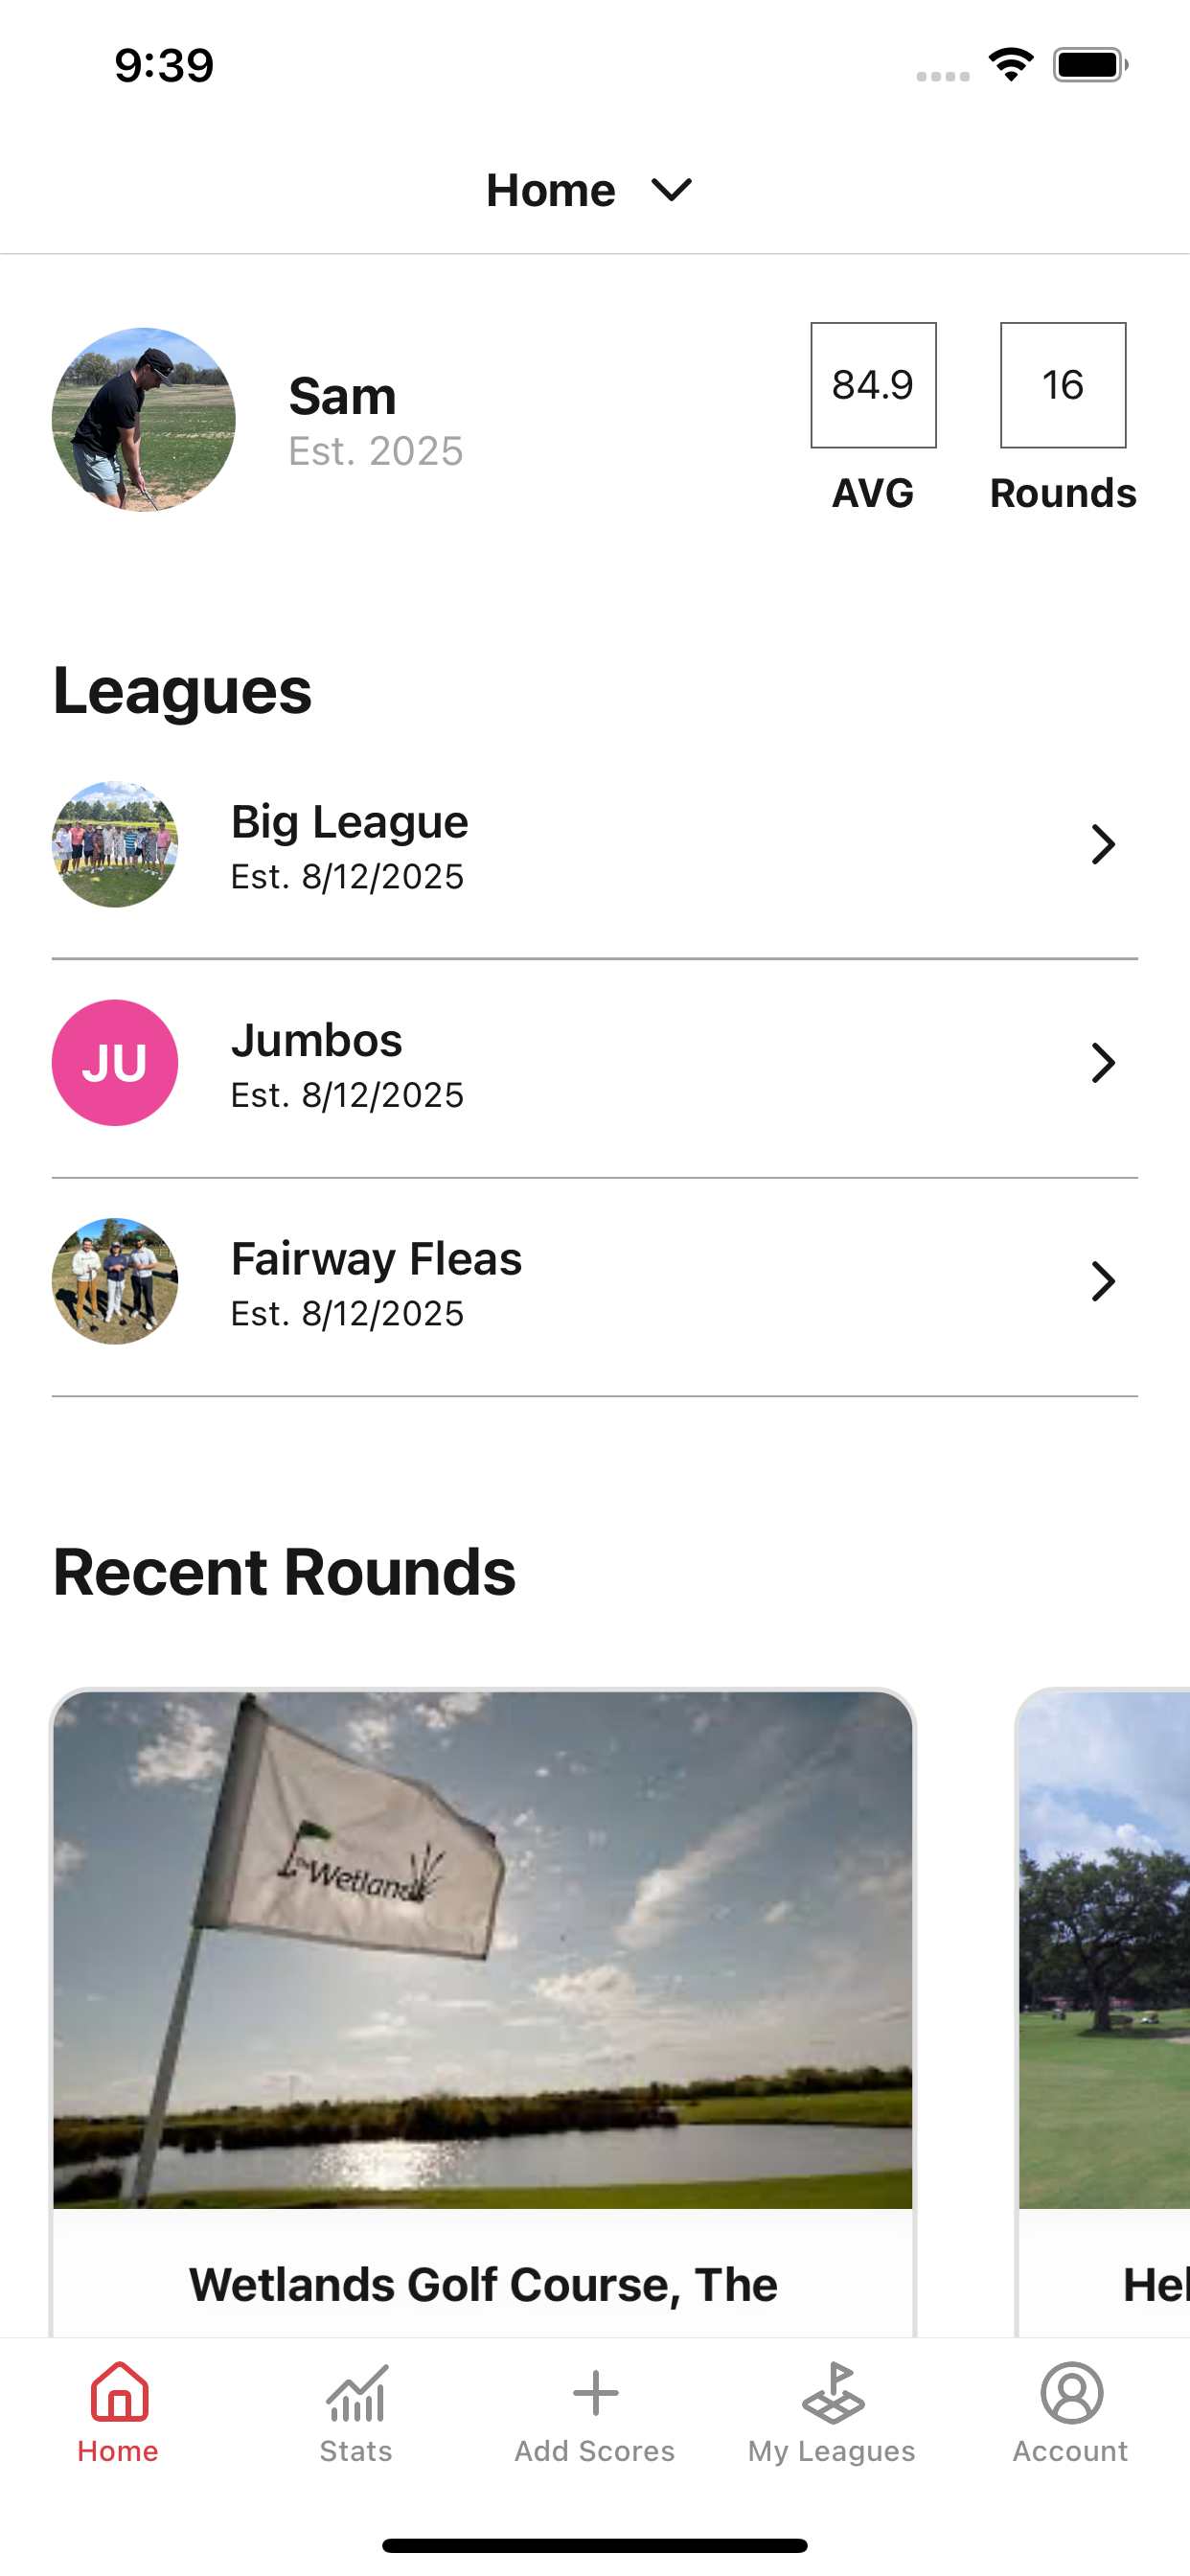 9:39
Home
Sam
Est. 2025
84.9
AVG
16
Rounds
Leagues
Big League
Est. 8/12/2025
JU
Jumbos
Est. 8/12/2025
Fairway Fleas
Est. 8/12/2025
Recent Rounds
The Wetlands
Wetlands Golf Course, The
Hel
Home
Stats
Add Scores
My Leagues
Account